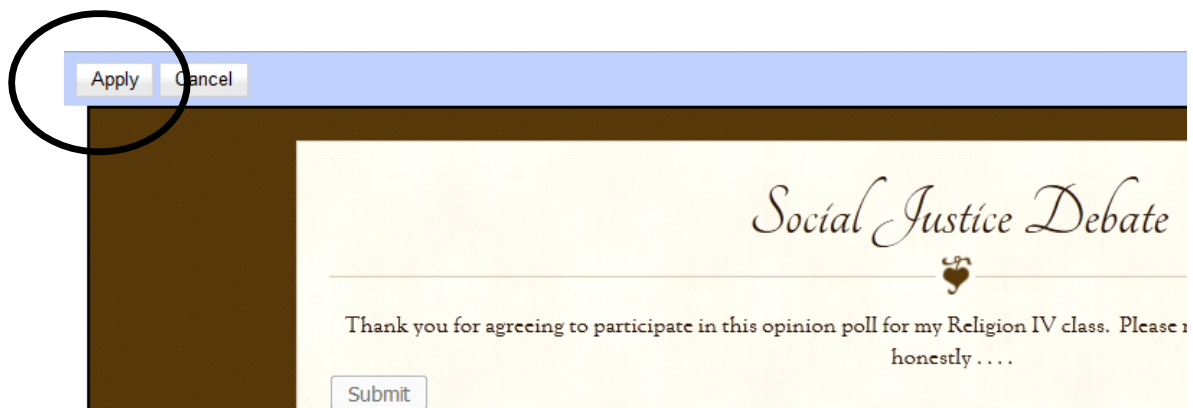 Apply Cancel
Social Justice Debate
Thank you for agreeing to participate in this opinion poll for my Religion IV class. Please
honestly . . . .
Submit